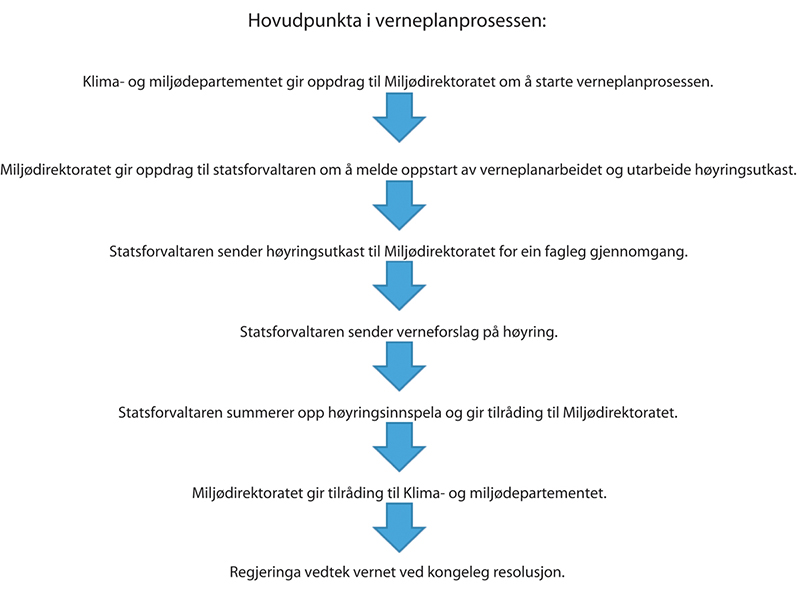 Hovudpunkta i verneplanprosessen:
Klima- og miljødepartementet gir oppdrag til Miljødirektoratet om å starte verneplanprosessen.
Miljødirektoratet gir oppdrag til statsforvaltaren om å melde oppstart av verneplanarbeidet og utarbeide høyringsutkast.
Statsforvaltaren sender høyringsutkast til Miljødirektoratet for ein fagleg gjennomgang.
Statsforvaltaren sender verneforslag på høyring.
Statsforvaltaren summerer opp høyringsinnspela og gir tilråding til Miljødirektoratet.
Miljødirektoratet gir tilråding til Klima- og miljødepartementet.
Regjeringa vedtek vernet ved kongeleg resolusjon.